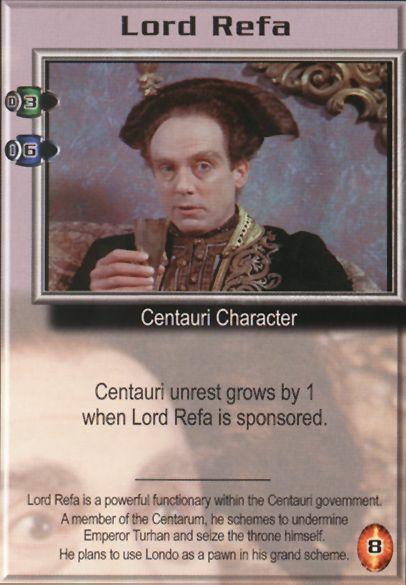 Lord Refa
3
6
Centauri Character
Centauri unrest grows by 1
when Lord Refa is sponsored.
Lord Refa is a powerful functionary within the Centauri government.
A member of the Centarum, he schemes to undermine
Emperor Turhan and seize the throne himself.
He plans to use Londo as a pawn in his grand scheme.
8